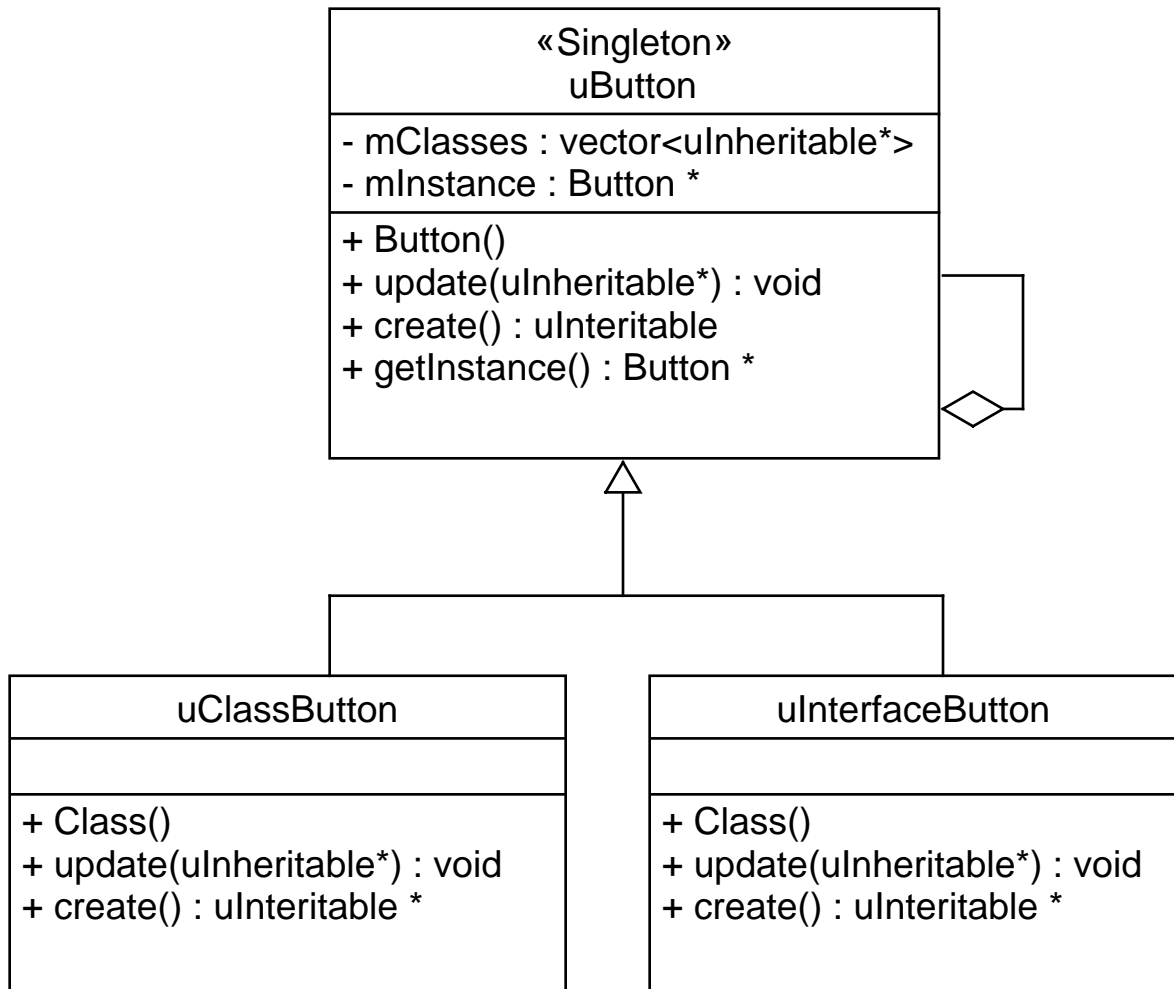 «Singleton»
uButton
- mClasses : vector<uInheritable*>
- mInstance : Button *
+ Button()
+ update(uInheritable*) : void
+ create() : uInteritable
+ getInstance() : Button *
uClassButton
+ Class()
+ update(uInheritable*) : void
+ create() : uInteritable *
uInterfaceButton
+ Class()
+ update(uInheritable*) : void
+ create() : uInteritable *